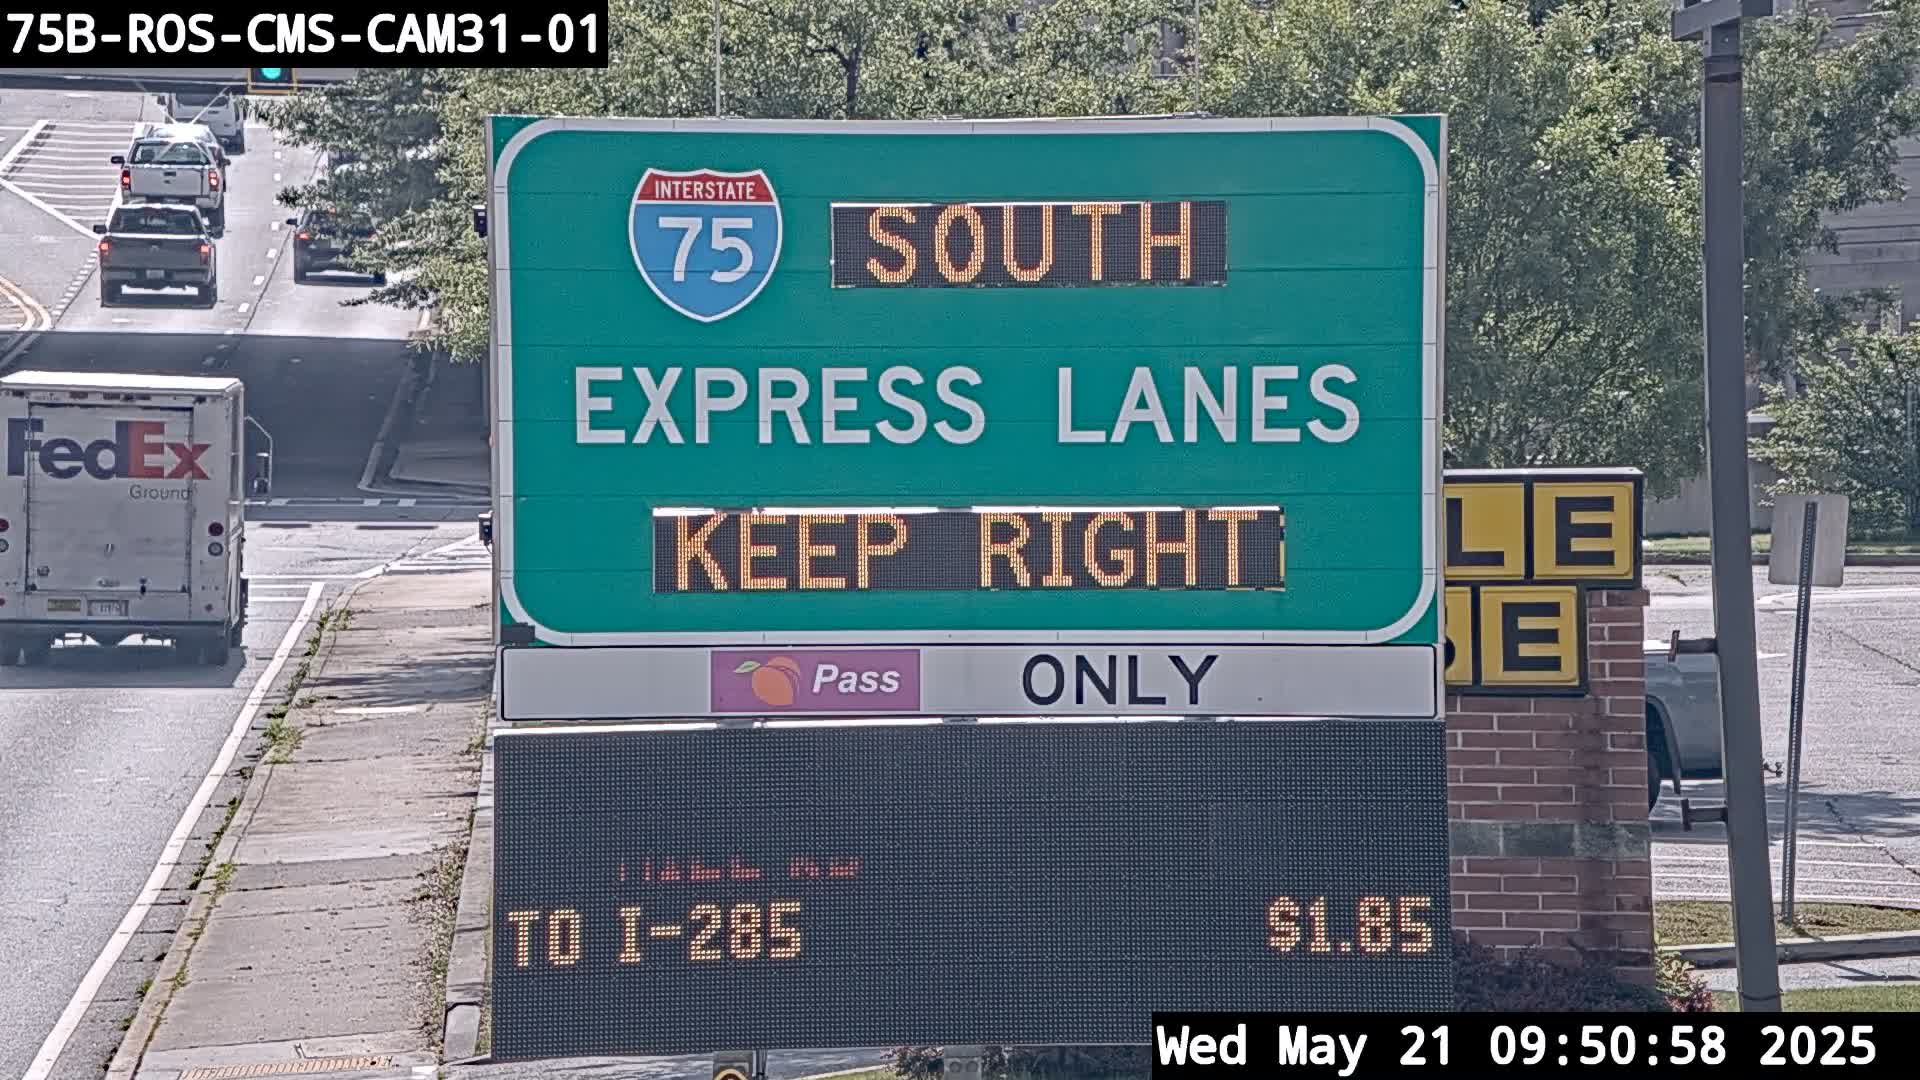 75B-ROS-CMS-CAM31-01
INTERSTATE
75
SOUTH
EXPRESS LANES
KEEP RIGHT
Pass ONLY
TO I-285 $1.85
FedEx
Ground
LE
E
Wed May 21 09:50:58 2025